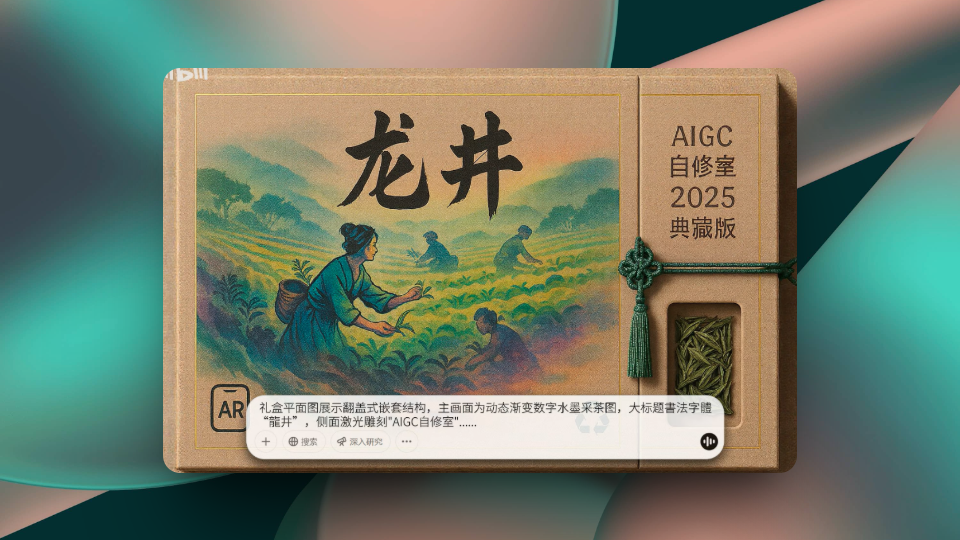 龙井
AIGC
自修室
2025
典藏版
AR
礼盒平面图展示翻盖式嵌套结构，主画面为动态渐变数字水墨采茶图，大标题書法字體
“龍井”，侧面激光雕刻"AIGC自修室"......
搜索
深入研究